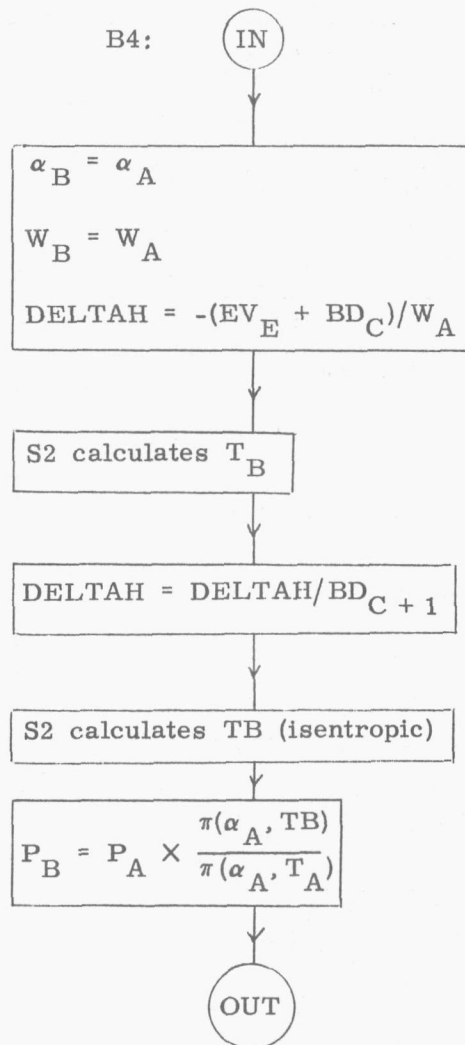 B4: IN
α_B = α_A
W_B = W_A
DELTAH = -(EV_E + BD_C)/W_A
S2 calculates T_B
DELTAH = DELTAH/BD_{C + 1}
S2 calculates TB (isentropic)
P_B = P_A × π(α_A, TB) / π(α_A, T_A)
OUT